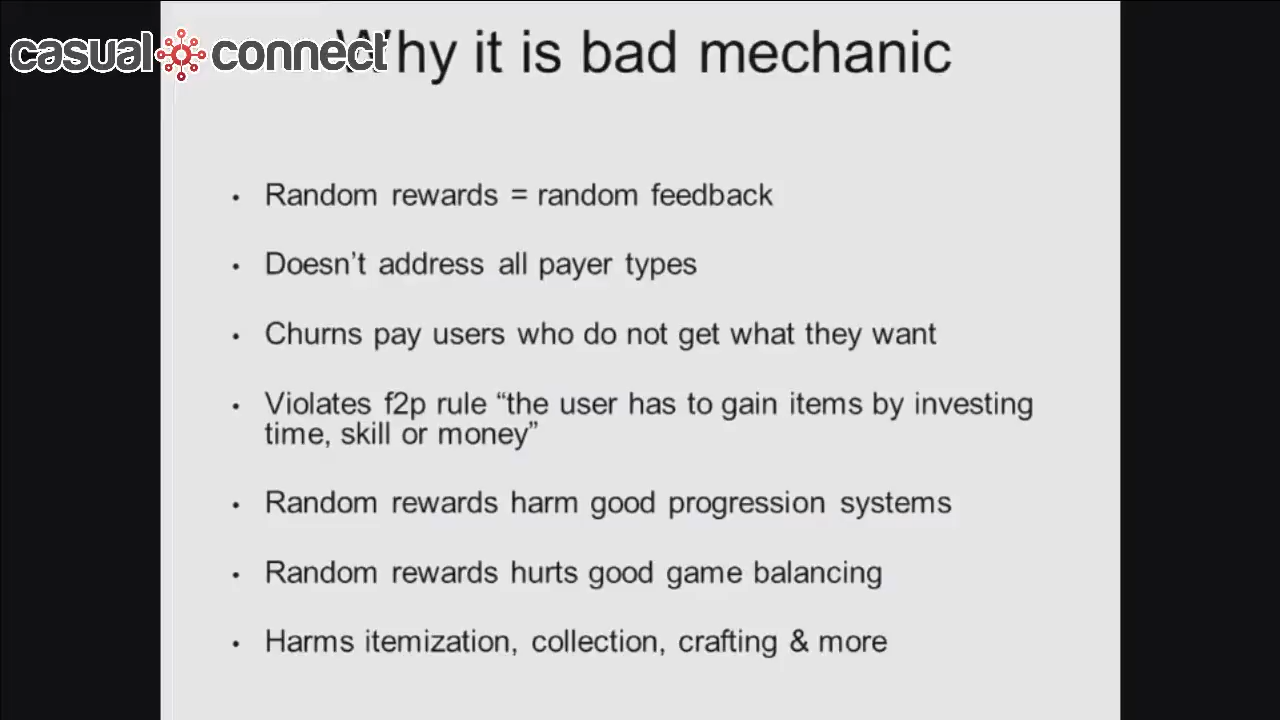 casual connect
Why it is bad mechanic
• Random rewards = random feedback
• Doesn’t address all payer types
• Churns pay users who do not get what they want
• Violates f2p rule “the user has to gain items by investing
time, skill or money”
• Random rewards harm good progression systems
• Random rewards hurts good game balancing
• Harms itemization, collection, crafting & more